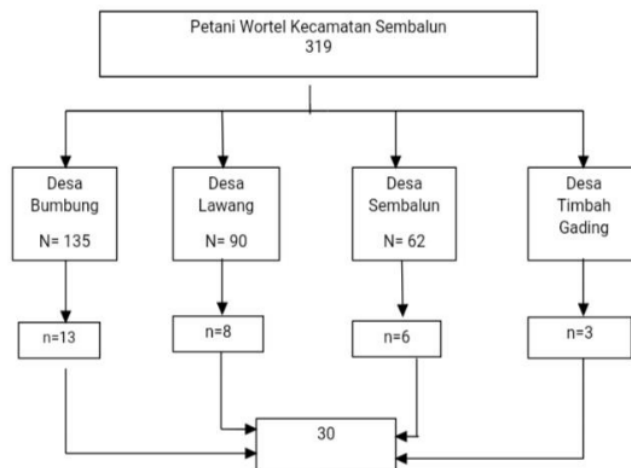 Petani Wortel Kecamatan Sembalun
319
Desa
Bumbung
N= 135
Desa
Lawang
N= 90
Desa
Sembalun
N= 62
Desa
Timbah
Gading
n=13
n=8
n=6
n=3
30